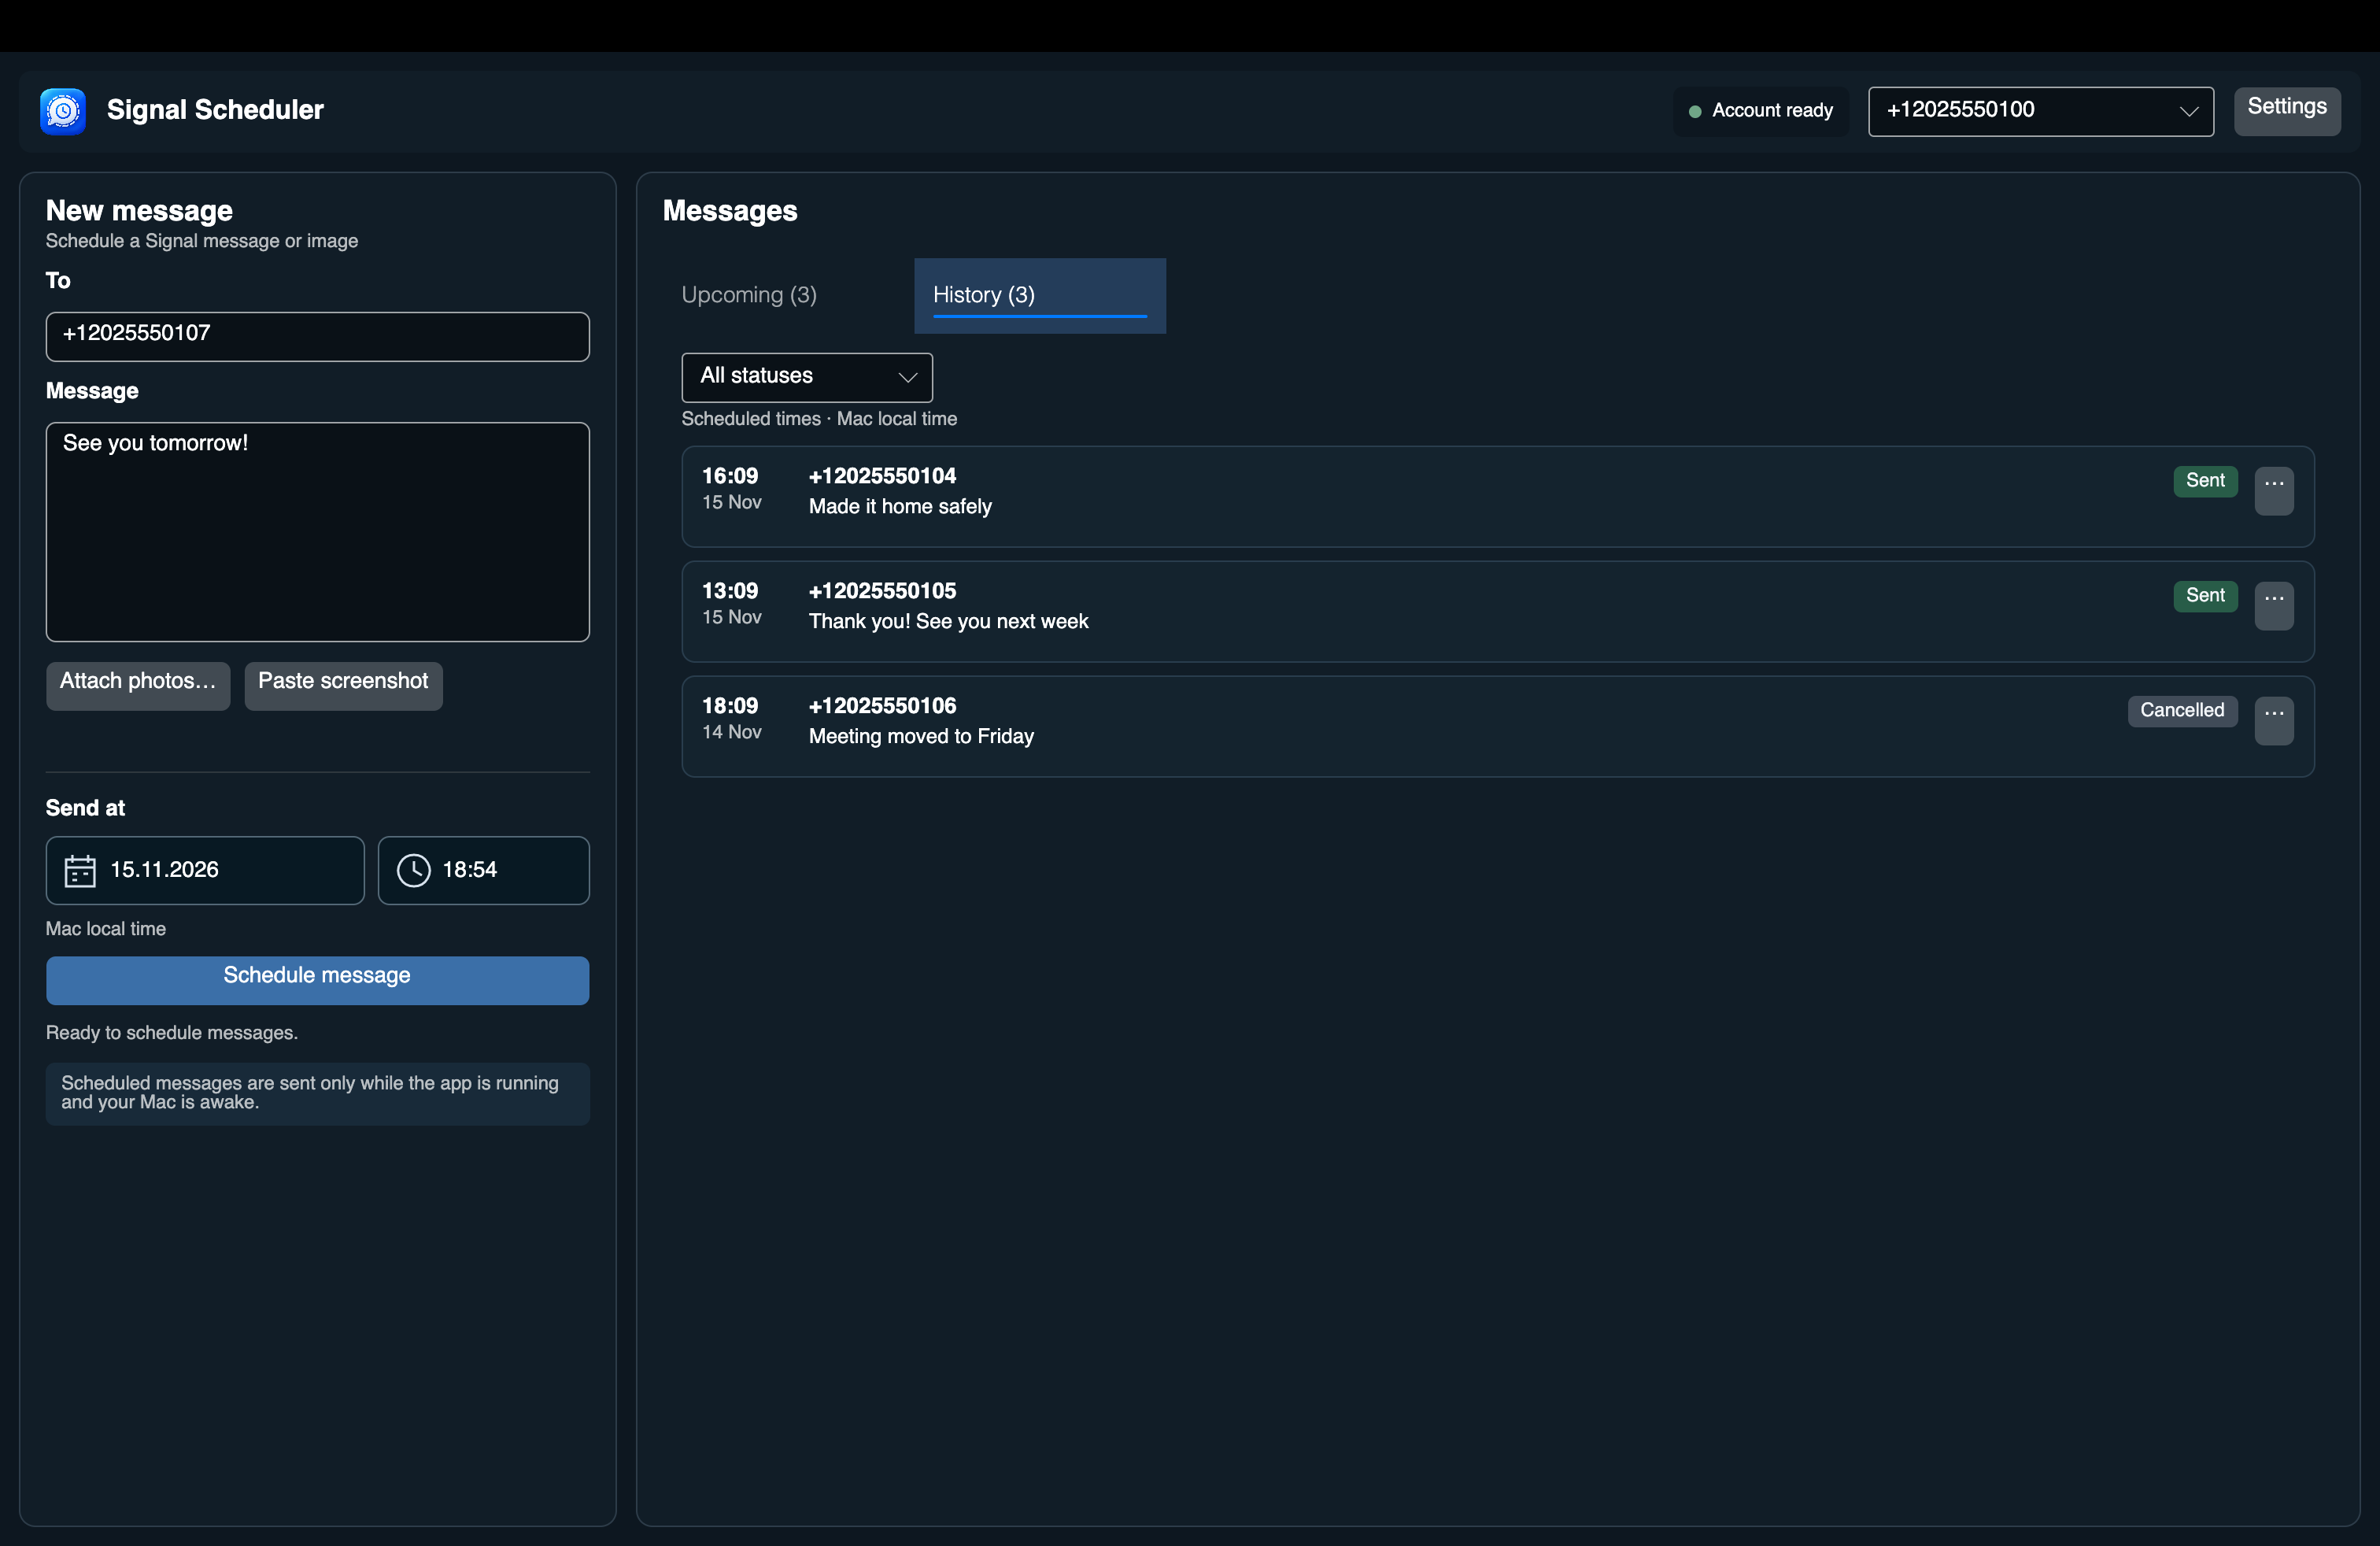 Signal Scheduler
Account ready
+12025550100
Settings
New message
Schedule a Signal message or image
To
+12025550107
Message
See you tomorrow!
Attach photos…
Paste screenshot
Send at
15.11.2026
18:54
Mac local time
Schedule message
Ready to schedule messages.
Scheduled messages are sent only while the app is running
and your Mac is awake.
Messages
Upcoming (3)
History (3)
All statuses
Scheduled times · Mac local time
16:09
15 Nov
+12025550104
Made it home safely
Sent
...
13:09
15 Nov
+12025550105
Thank you! See you next week
Sent
...
18:09
14 Nov
+12025550106
Meeting moved to Friday
Cancelled
...